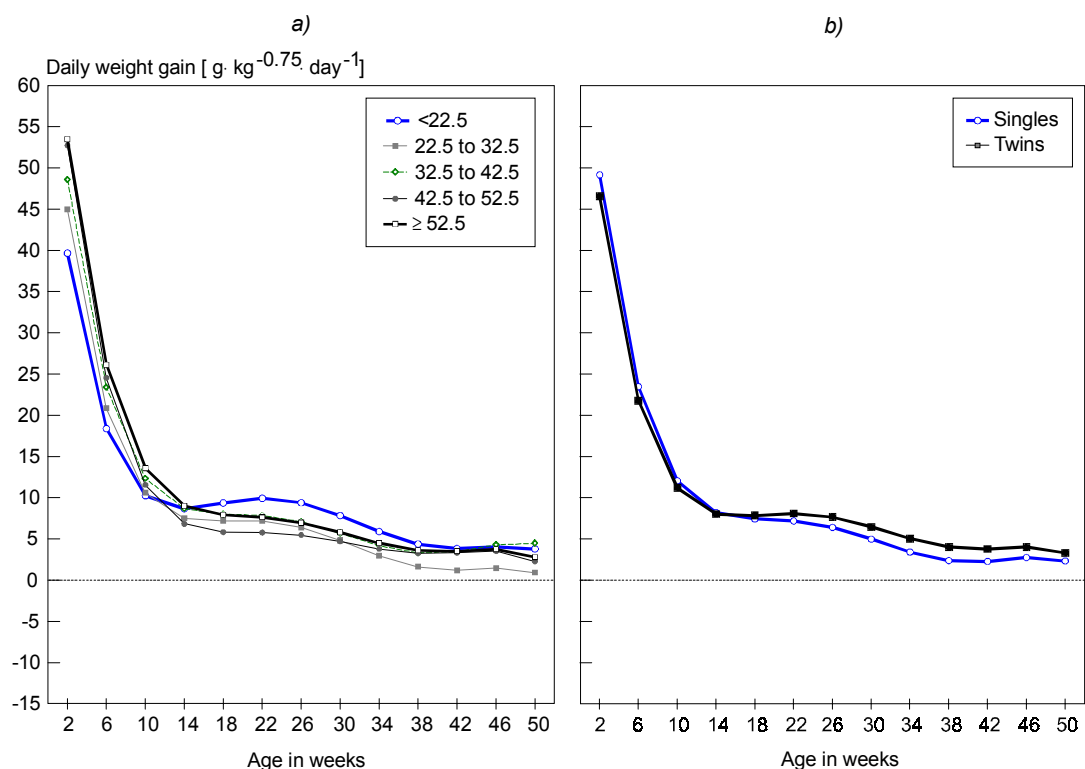 a)
b)
Daily weight gain [ g· kg-0.75· day-1]
60
55
50
45
40
35
30
25
20
15
10
5
0
-5
-10
-15
<22.5
22.5 to 32.5
32.5 to 42.5
42.5 to 52.5
≥ 52.5
Singles
Twins
2 6 10 14 18 22 26 30 34 38 42 46 50
2 6 10 14 18 22 26 30 34 38 42 46 50
Age in weeks
Age in weeks